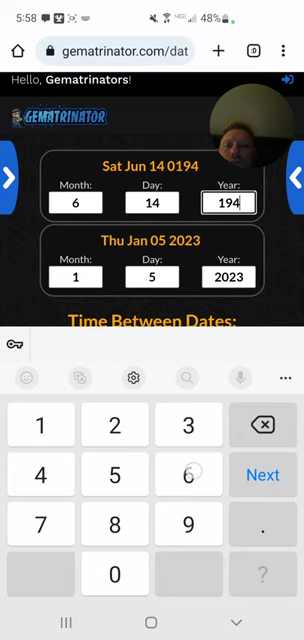 5:58 48%
gematrinator.com/dat
Hello, Gematrinators!
GEMATRINATOR
Sat Jun 14 0194
Month: Day: Year:
6 14 194
Thu Jan 05 2023
Month: Day: Year:
1 5 2023
Time Between Dates:
1 2 3
4 5 6 Next
7 8 9 .
0 ?